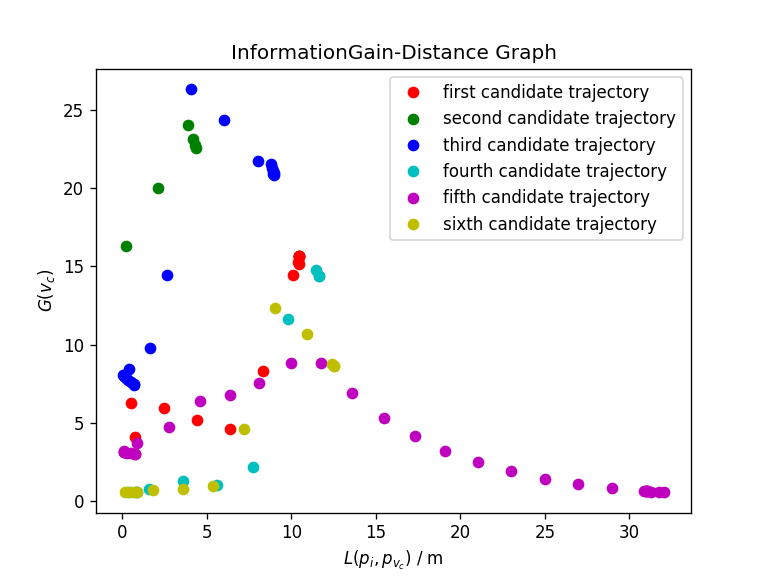 InformationGain-Distance Graph
first candidate trajectory
second candidate trajectory
third candidate trajectory
fourth candidate trajectory
fifth candidate trajectory
sixth candidate trajectory
25
20
15
10
5
0
G(v_c)
0 5 10 15 20 25 30
L(p_i, p_{v_c}) / m